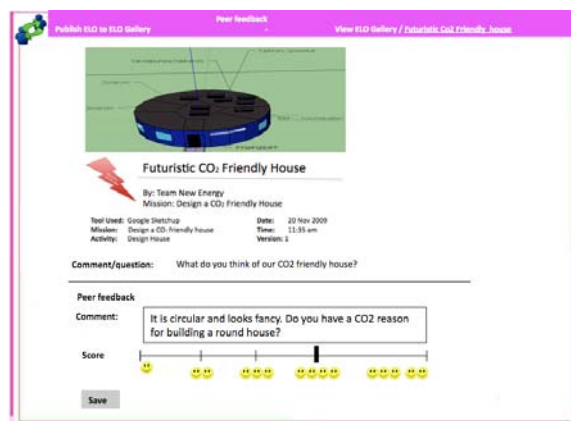 Peer feedback
Publish ELO to ELO Gallery - View ELO Gallery / Futuristic Co2 Friendly house
Futuristic CO₂ Friendly House
By: Team New Energy
Mission: Design a CO₂ Friendly House
Tool Used: Google Sketchup Date: 20 Nov 2009
Mission: Design a CO₂ friendly house Time: 11:35 am
Activity: Design House Version: 1
Comment/question: What do you think of our CO2 friendly house?
Peer feedback
Comment: It is circular and looks fancy. Do you have a CO2 reason
for building a round house?
Score
Save